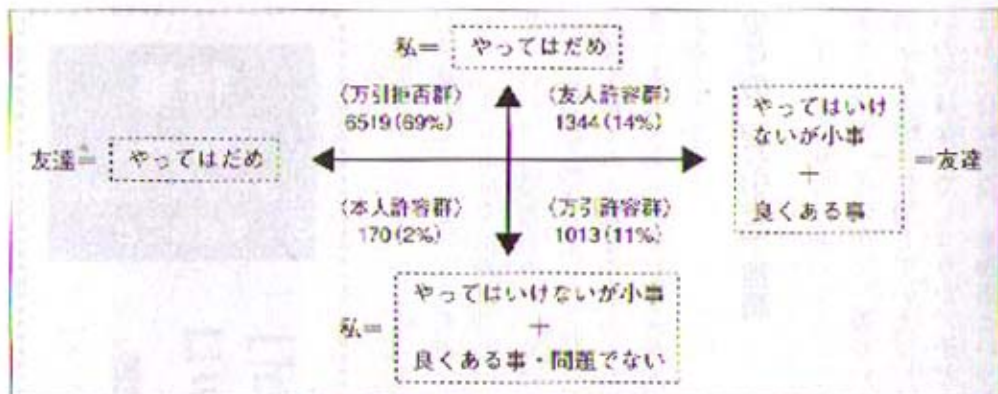 私＝ やってはだめ
〈万引拒否群〉
6519(69%)
〈友人許容群〉
1344(14%)
友達＝ やってはだめ
やってはいけ
ないが小事
＋
良くある事
＝友達
〈本人許容群〉
170(2%)
〈万引許容群〉
1013(11%)
私＝
やってはいけないが小事
＋
良くある事・問題でない